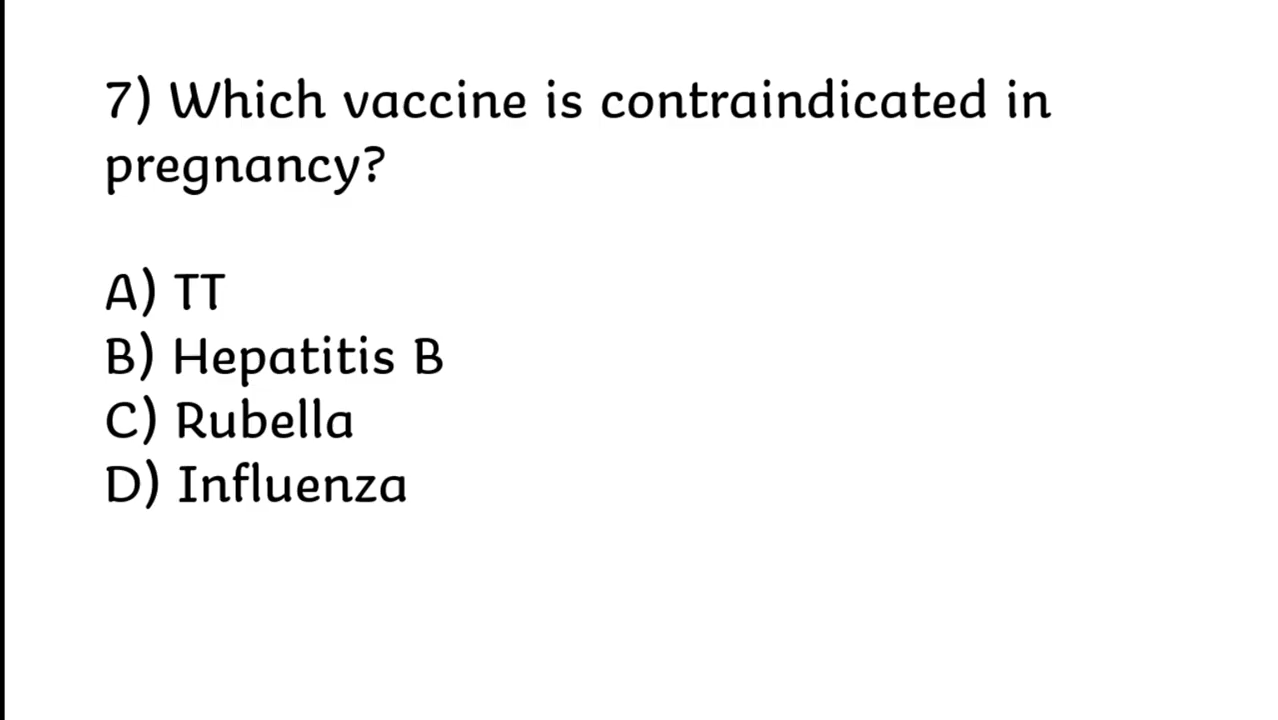 7) Which vaccine is contraindicated in
pregnancy?
A) TT
B) Hepatitis B
C) Rubella
D) Influenza